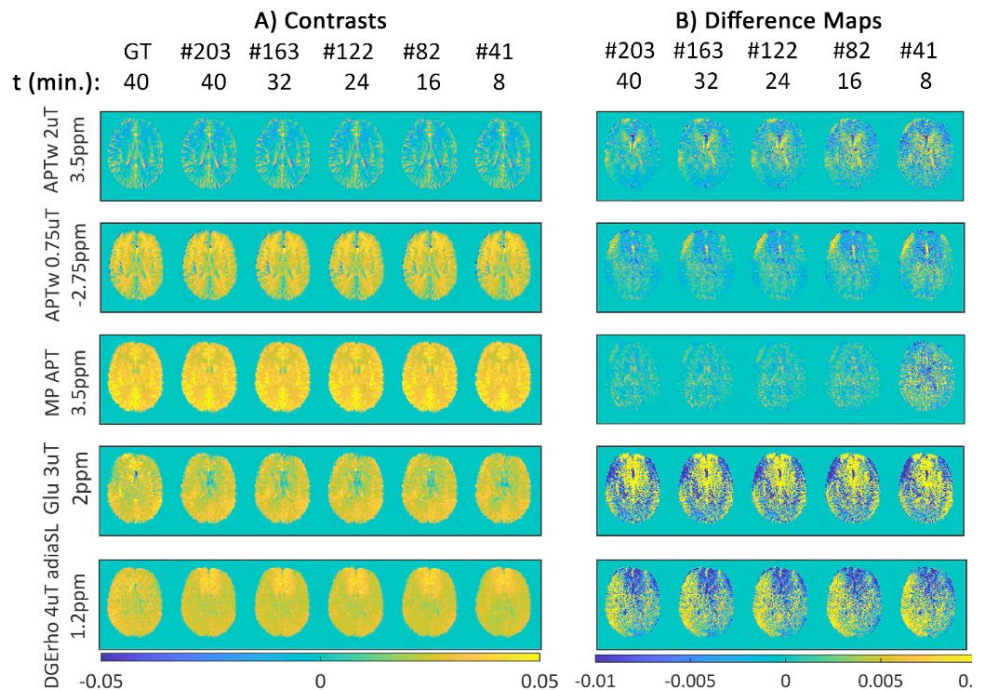 A) Contrasts
B) Difference Maps
GT #203 #163 #122 #82 #41
#203 #163 #122 #82 #41
t (min.): 40 40 32 24 16 8
40 32 24 16 8
APTw 2uT
3.5ppm
APTw 0.75uT
-2.75ppm
MP APT
3.5ppm
Glu 3uT
2ppm
DGErho 4uT adiaSL
1.2ppm
-0.05 0 0.05
-0.01 -0.005 0 0.005 0.